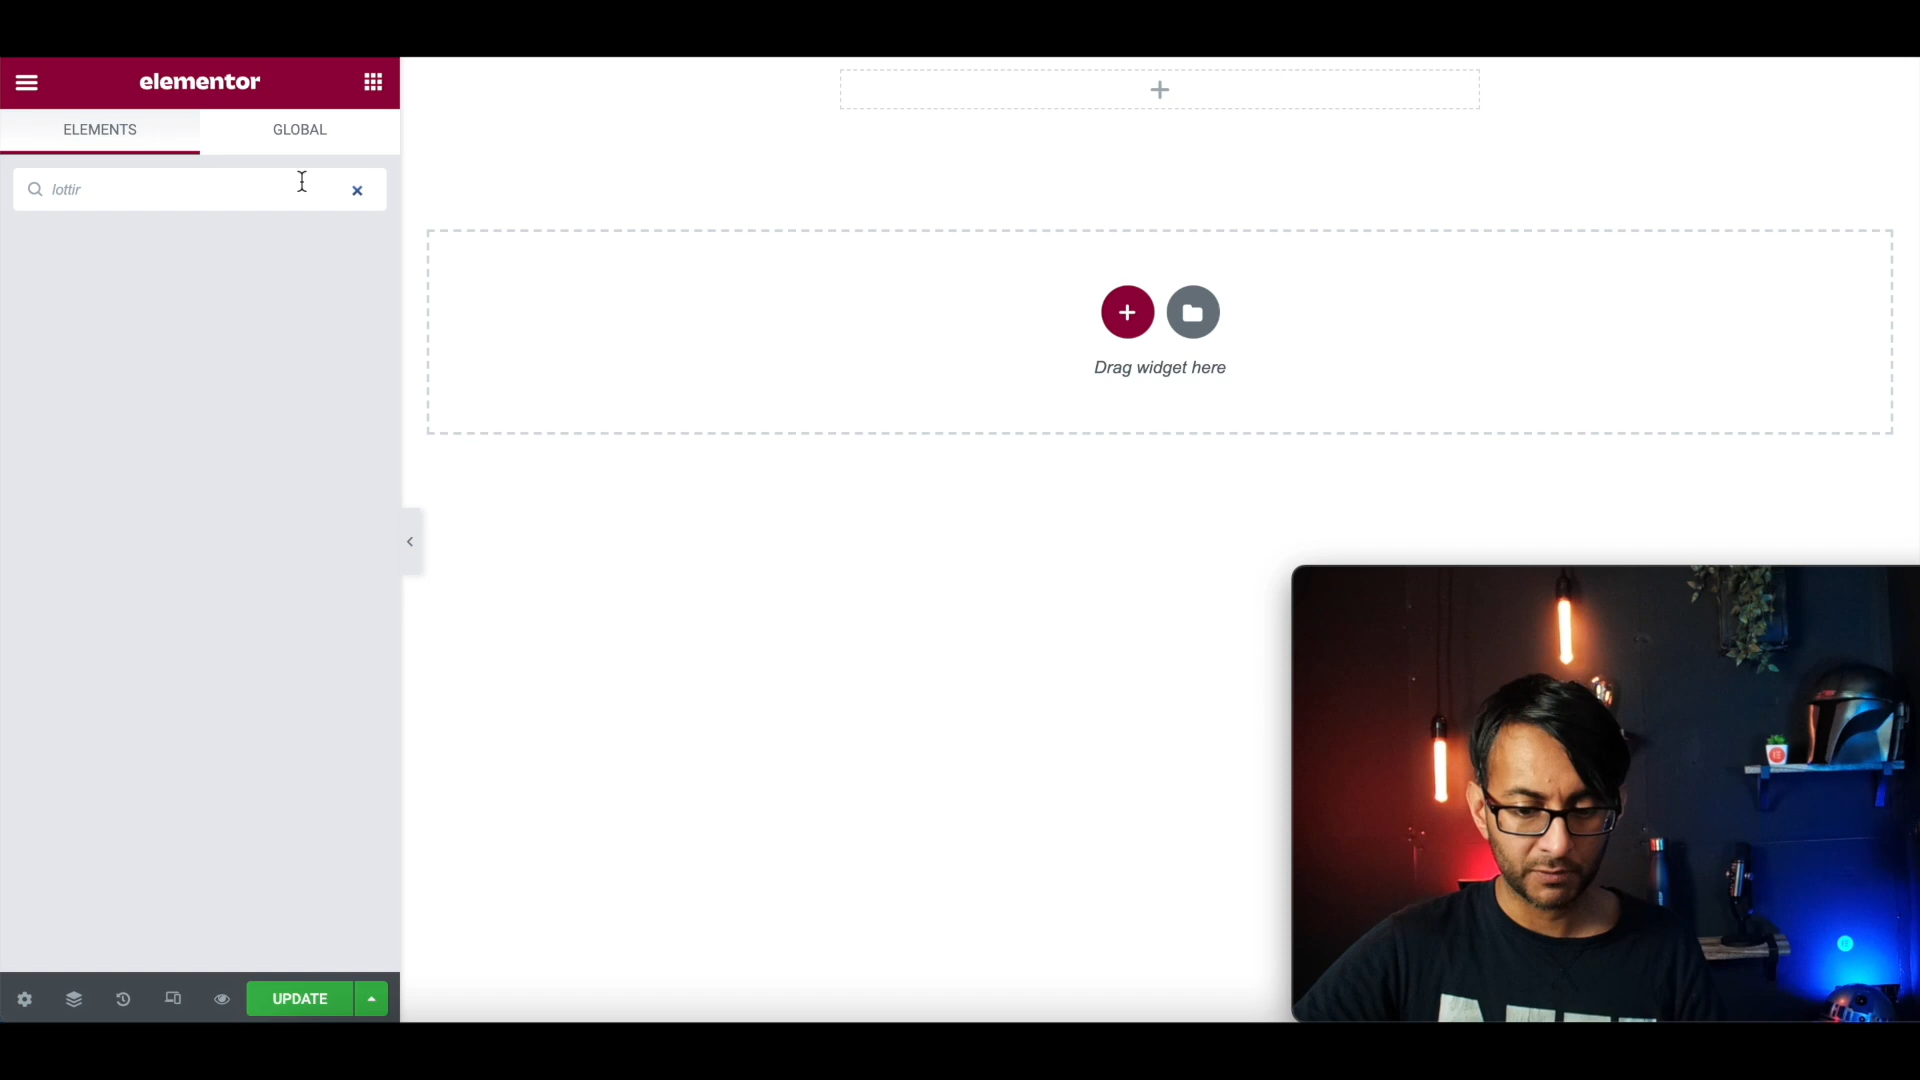 elementor
ELEMENTS
GLOBAL
lottir
Drag widget here
UPDATE